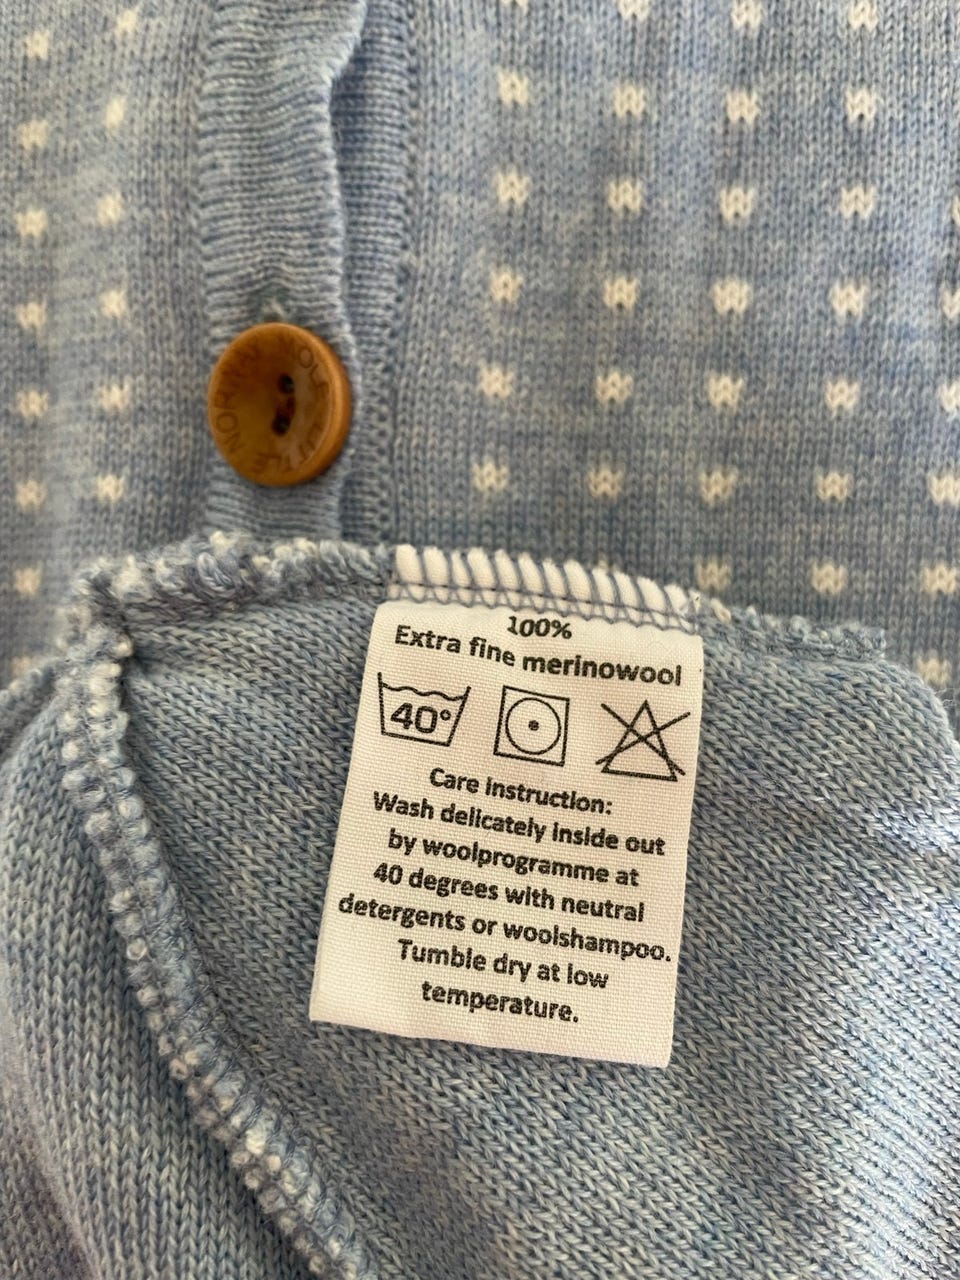 NORWAY
100%
Extra fine merinowool
40°
Care instruction:
Wash delicately inside out
by woolprogramme at
40 degrees with neutral
detergents or woolshampoo.
Tumble dry at low
temperature.